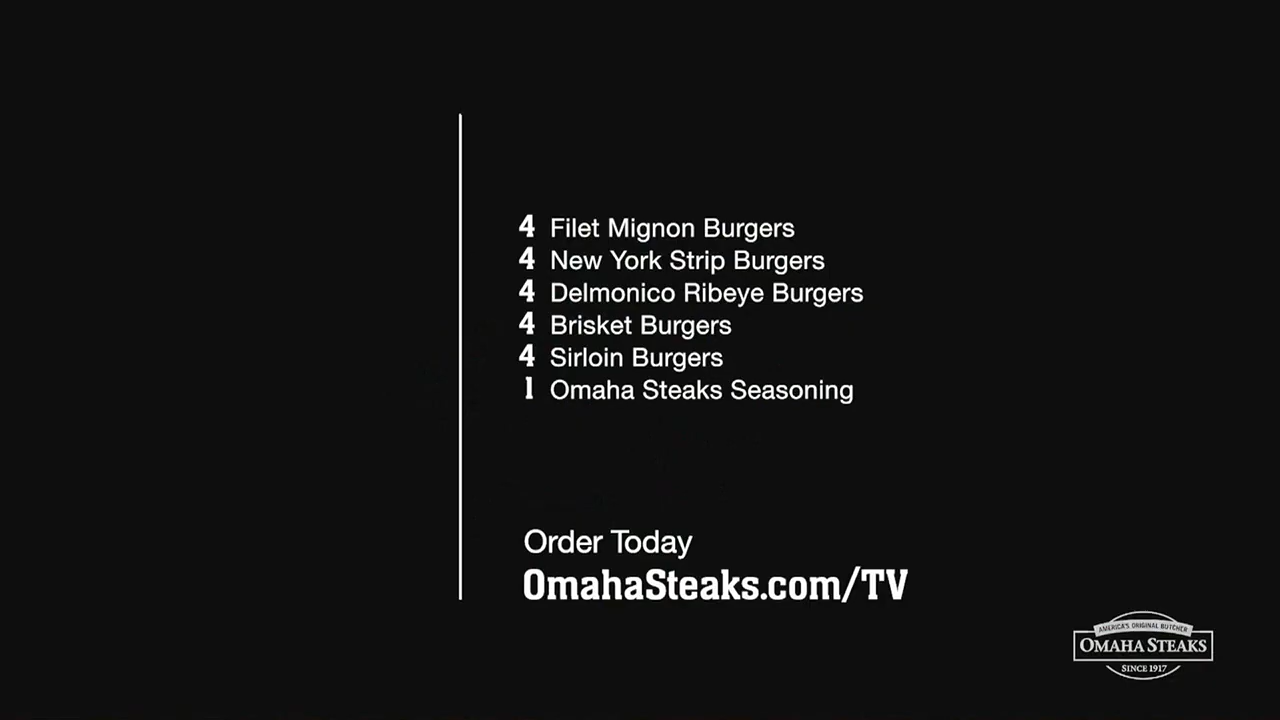 4 Filet Mignon Burgers
4 New York Strip Burgers
4 Delmonico Ribeye Burgers
4 Brisket Burgers
4 Sirloin Burgers
1 Omaha Steaks Seasoning
Order Today
OmahaSteaks.com/TV
AMERICA'S ORIGINAL BUTCHER
OMAHA STEAKS
SINCE 1917